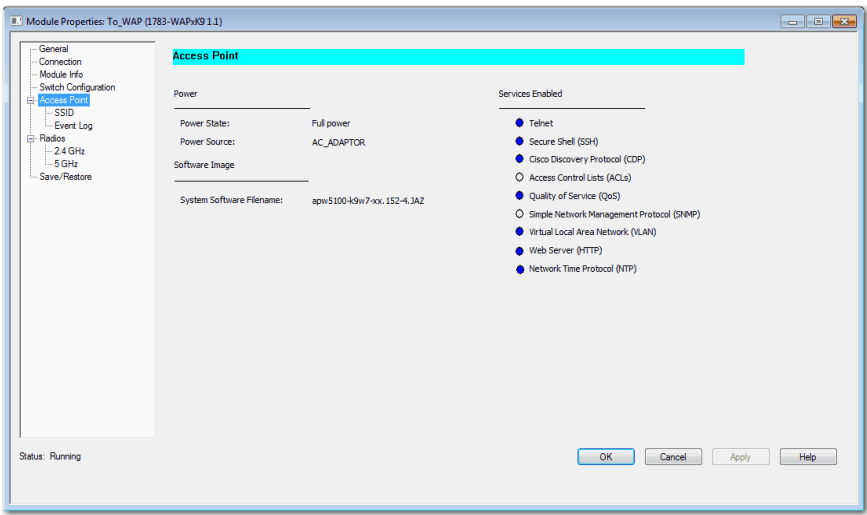 Module Properties: To_WAP (1783-WAPxK9 1.1)
General
Connection
Module Info
Switch Configuration
Access Point
SSID
Event Log
Radios
2.4 GHz
5 GHz
Save/Restore
Access Point
Power
Power State: Full power
Power Source: AC_ADAPTOR
Software Image
System Software Filename: apw5100-k9w7-xx.152-4.JAZ
Services Enabled
Telnet
Secure Shell (SSH)
Cisco Discovery Protocol (CDP)
Access Control Lists (ACLs)
Quality of Service (QoS)
Simple Network Management Protocol (SNMP)
Virtual Local Area Network (VLAN)
Web Server (HTTP)
Network Time Protocol (NTP)
Status: Running
OK Cancel Apply Help